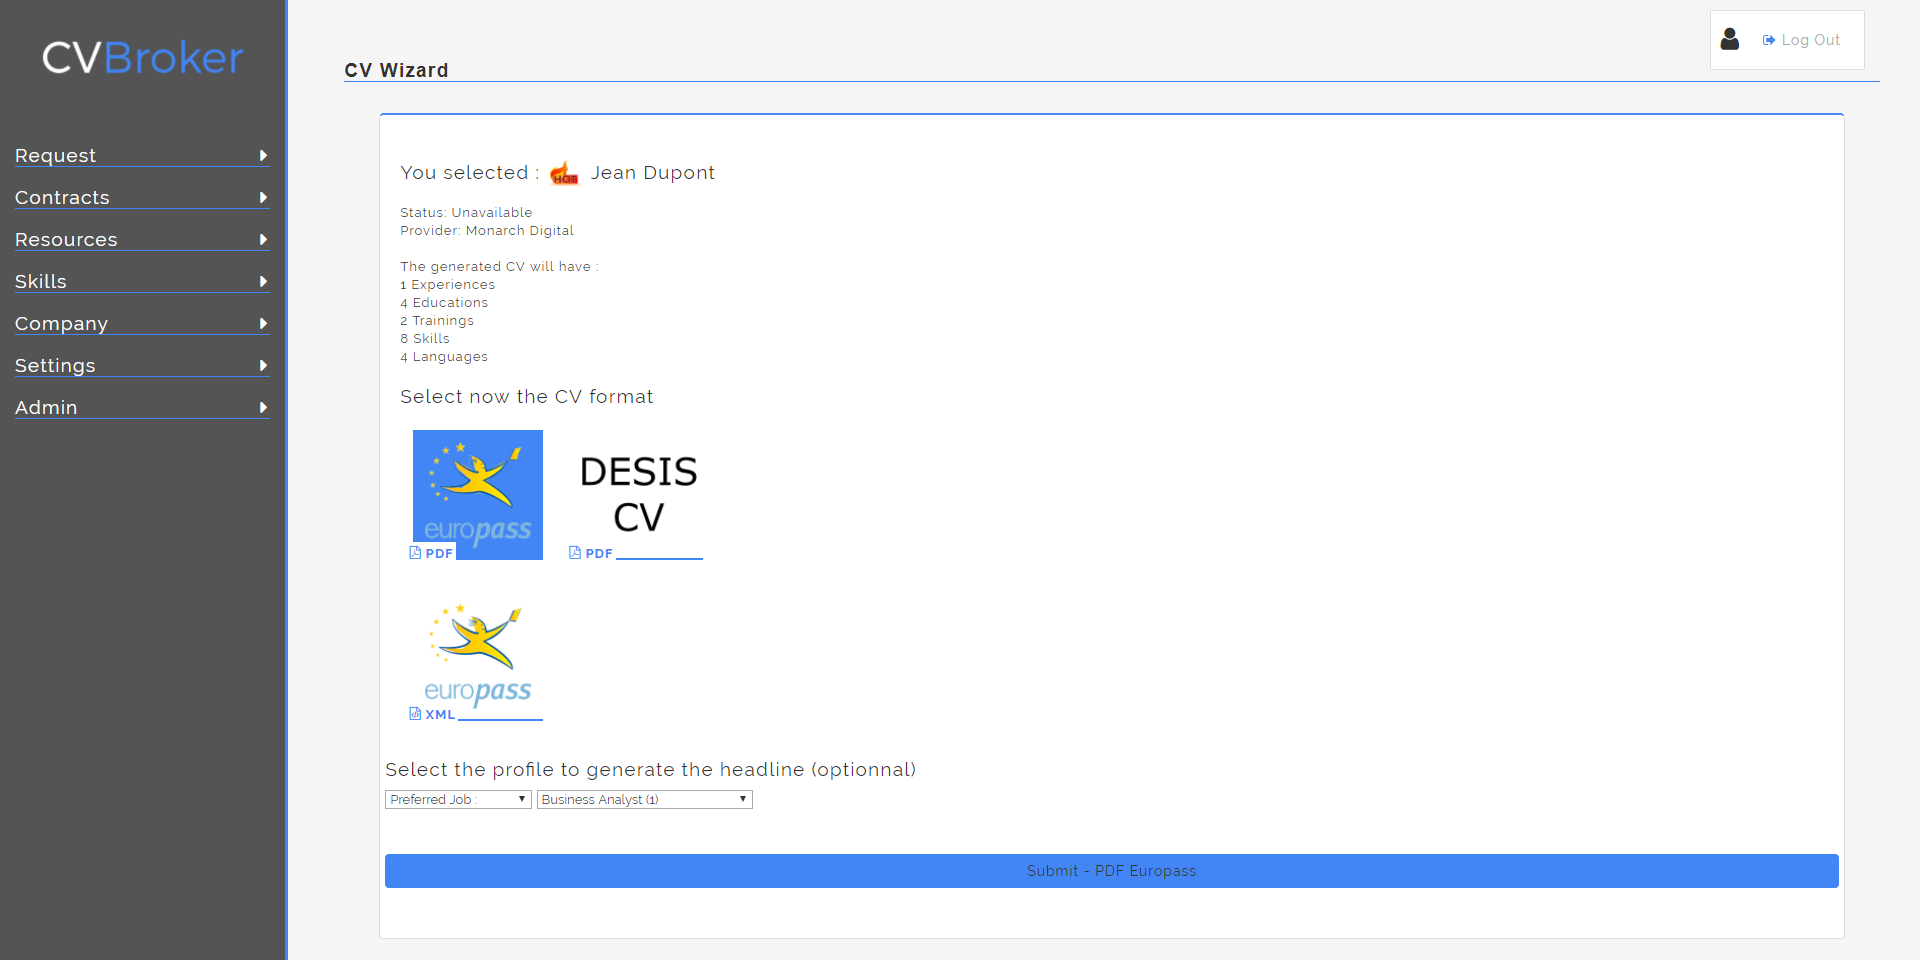 CVBroker
Log Out
CV Wizard
Request
Contracts
Resources
Skills
Company
Settings
Admin
You selected : HOT Jean Dupont
Status: Unavailable
Provider: Monarch Digital
The generated CV will have :
1 Experiences
4 Educations
2 Trainings
8 Skills
4 Languages
Select now the CV format
europass
PDF
DESIS
CV
PDF
europass
XML
Select the profile to generate the headline (optionnal)
Preferred Job : Business Analyst (1)
Submit - PDF Europass